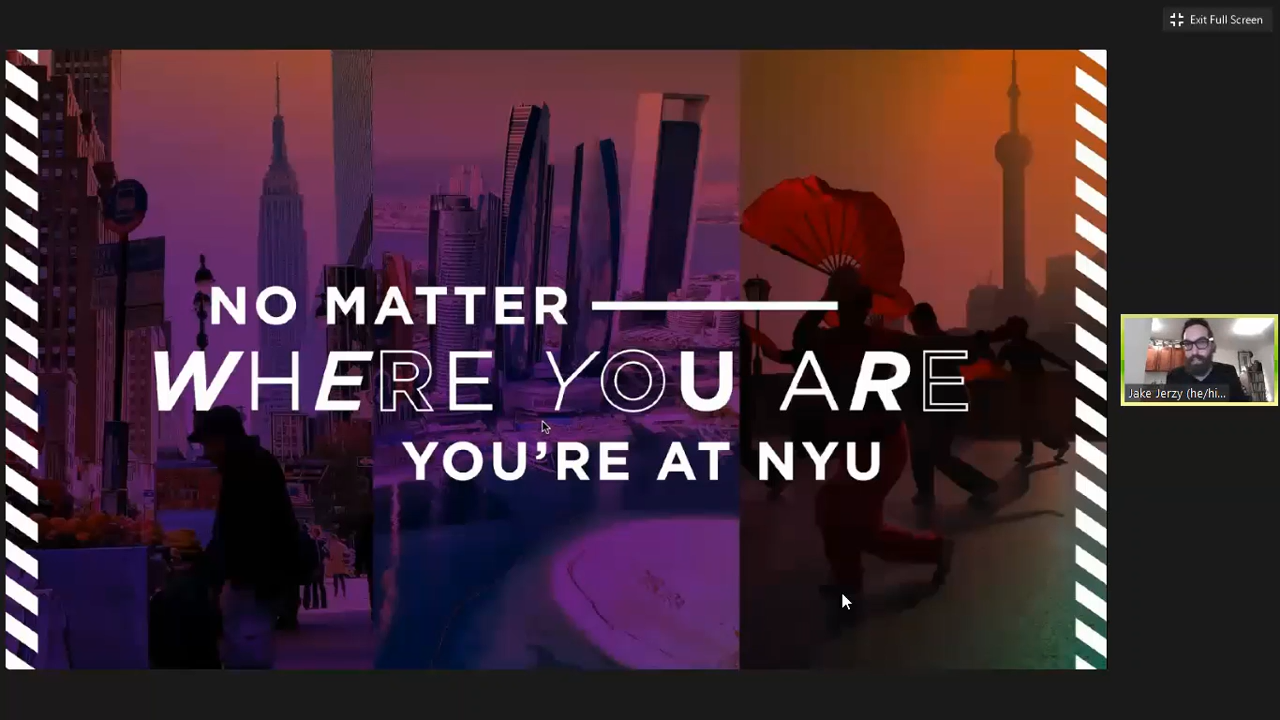 Exit Full Screen
NO MATTER
WHERE YOU ARE
YOU'RE AT NYU
Jake Jerzy (he/hi...